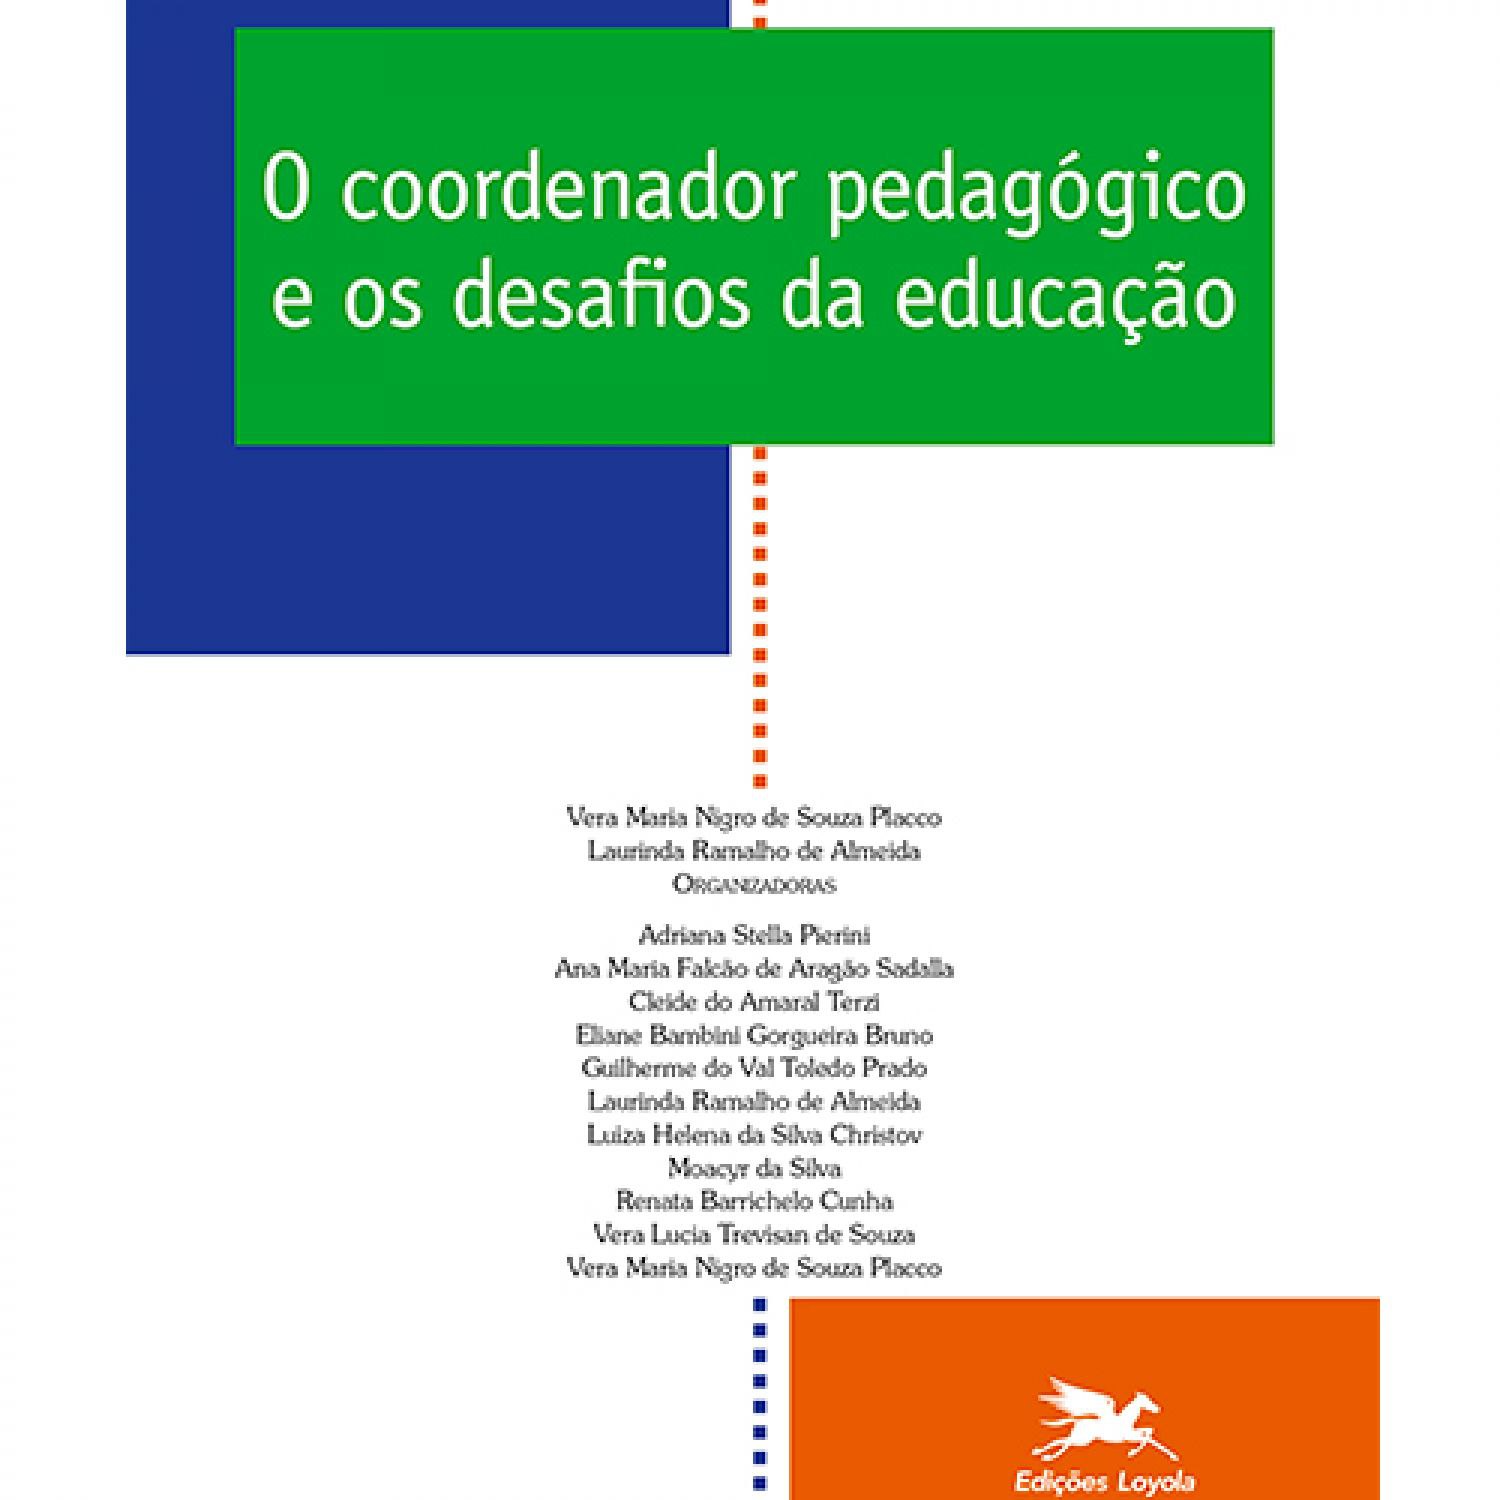 O coordenador pedagógico
e os desafios da educação
Vera Maria Nigro de Souza Placco
Laurinda Ramalho de Almeida
ORGANIZADORAS
Adriana Stella Pierini
Ana Maria Falcão de Aragão Sadalla
Cleide do Amaral Terzi
Eliane Bambini Gorgueira Bruno
Guilherme do Val Toledo Prado
Laurinda Ramalho de Almeida
Luiza Helena da Silva Christov
Moacyr da Silva
Renata Barrichelo Cunha
Vera Lucia Trevisan de Souza
Vera Maria Nigro de Souza Placco
Edições Loyola